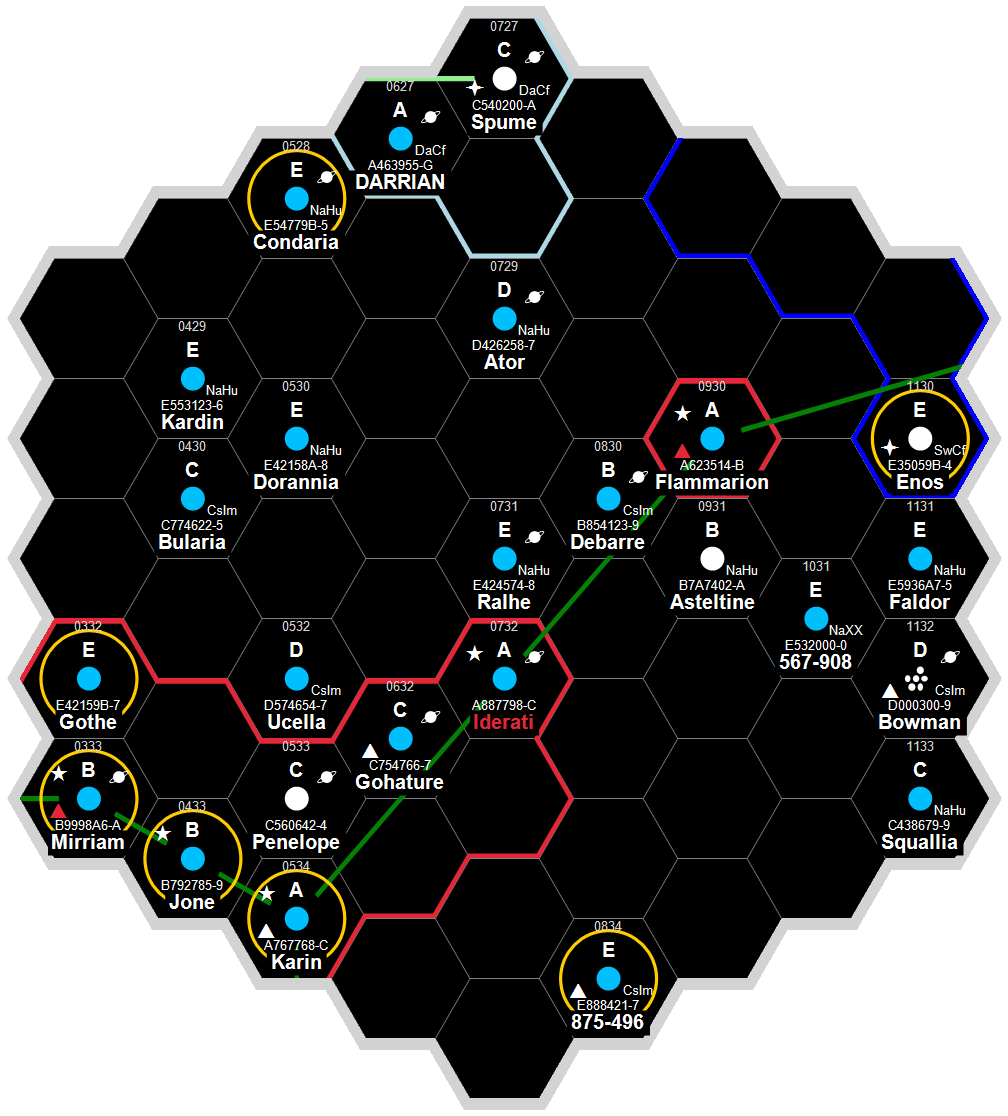 0727
C
DaCf
C540200-A
Spume
0627
A
DaCf
A463955-G
DARRIAN
0528
E
NaHu
E54779B-5
Condaria
0729
D
NaHu
D426258-7
Ator
0429
E
NaHu
E553123-6
Kardin
0530
E
NaHu
E42158A-8
Dorannia
0930
A
A623514-B
Flammarion
1130
E
SwCf
E35059B-4
Enos
0430
C
CsIm
C774622-5
Bularia
0830
B
CsIm
B854123-9
Debarre
0731
E
NaHu
E424574-8
Ralhe
0931
B
NaHu
B7A7402-A
Asteltine
1131
E
NaHu
E5936A7-5
Faldor
1031
E
NaXX
E532000-0
567-908
0332
E
E42159B-7
Gothe
0532
D
CsIm
D574654-7
Ucella
0732
A
A887798-C
Iderati
1132
D
CsIm
D000300-9
Bowman
0632
C
C754766-7
Gohature
0333
B
B9998A6-A
Mirriam
0533
C
C560642-4
Penelope
1133
C
NaHu
C438679-9
Squallia
0433
B
B792785-9
Jone
0534
A
A767768-C
Karin
0834
E
CsIm
E888421-7
875-496